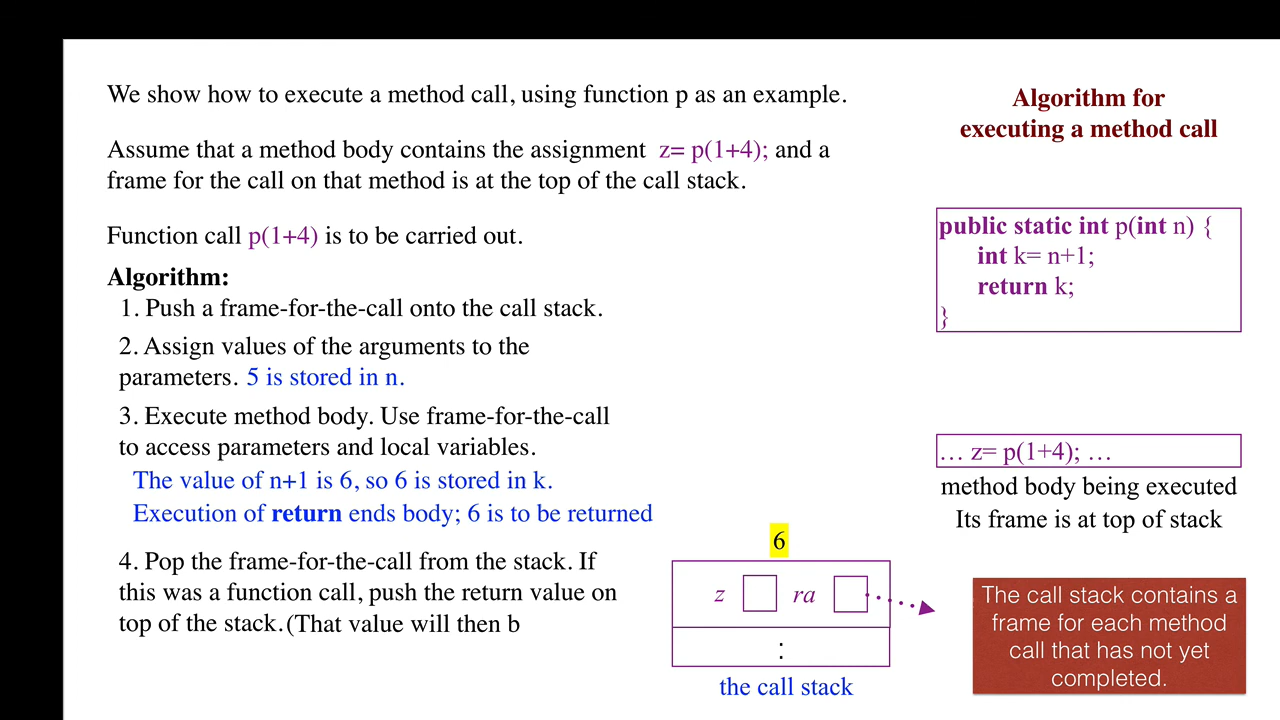 We show how to execute a method call, using function p as an example.
Algorithm for
executing a method call
Assume that a method body contains the assignment z= p(1+4); and a
frame for the call on that method is at the top of the call stack.
Function call p(1+4) is to be carried out.
public static int p(int n) {
int k= n+1;
return k;
}
Algorithm:
1. Push a frame-for-the-call onto the call stack.
2. Assign values of the arguments to the
parameters. 5 is stored in n.
3. Execute method body. Use frame-for-the-call
to access parameters and local variables.
The value of n+1 is 6, so 6 is stored in k.
Execution of return ends body; 6 is to be returned
4. Pop the frame-for-the-call from the stack. If
this was a function call, push the return value on
top of the stack.(That value will then b
… z= p(1+4); …
method body being executed
Its frame is at top of stack
6
z ra
:
the call stack
The call stack contains a
frame for each method
call that has not yet
completed.